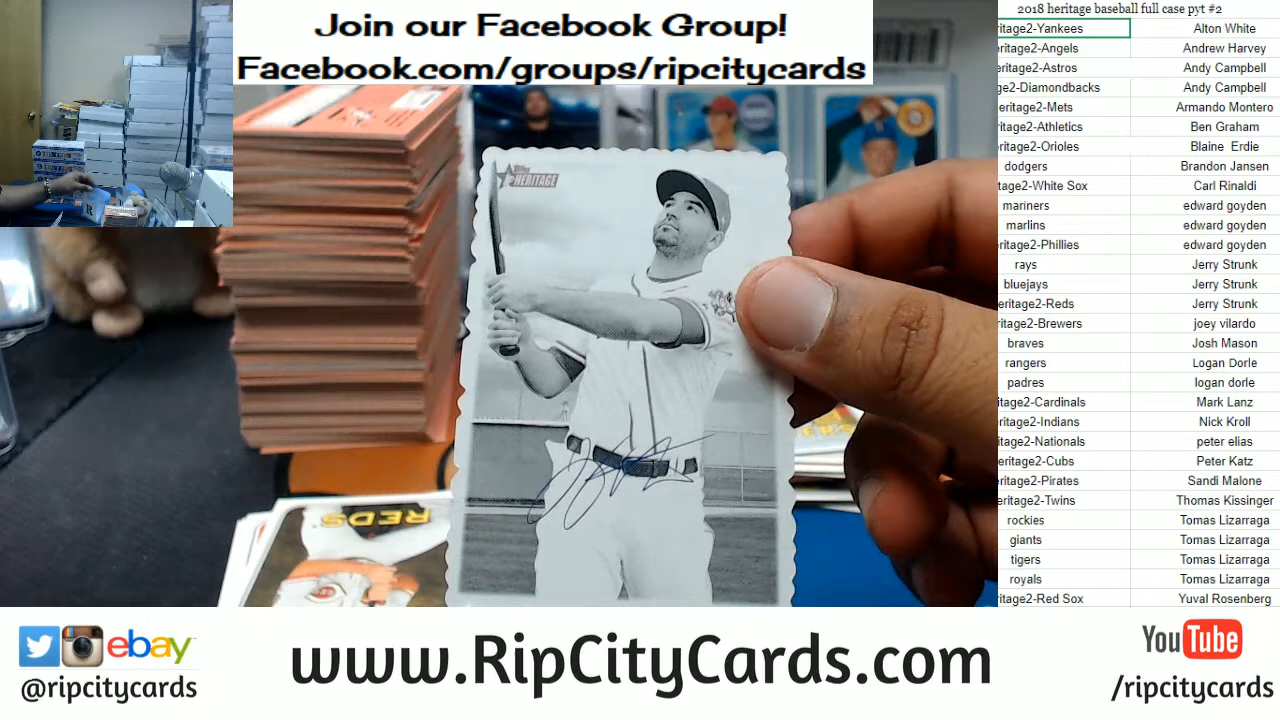 Join our Facebook Group!
Facebook.com/groups/ripcitycards
2018 heritage baseball full case pyt #2
ritage2-Yankees Alton White
eritage2-Angels Andrew Harvey
eritage2-Astros Andy Campbell
ge2-Diamondbacks Andy Campbell
eritage2-Mets Armando Montero
eritage2-Athletics Ben Graham
eritage2-Orioles Blaine Erdie
dodgers Brandon Jansen
tage2-White Sox Carl Rinaldi
mariners edward goyden
marlins edward goyden
eritage2-Phillies edward goyden
rays Jerry Strunk
bluejays Jerry Strunk
eritage2-Reds Jerry Strunk
eritage2-Brewers joey vilardo
braves Josh Mason
rangers Logan Dorle
padres logan dorle
itage2-Cardinals Mark Lanz
ritage2-Indians Nick Kroll
itage2-Nationals peter elias
eritage2-Cubs Peter Katz
eritage2-Pirates Sandi Malone
eritage2-Twins Thomas Kissinger
rockies Tomas Lizarraga
giants Tomas Lizarraga
tigers Tomas Lizarraga
royals Tomas Lizarraga
ritage2-Red Sox Yuval Rosenberg
Topps
HERITAGE
REDS
ebay
@ripcitycards
www.RipCityCards.com
YouTube
/ripcitycards